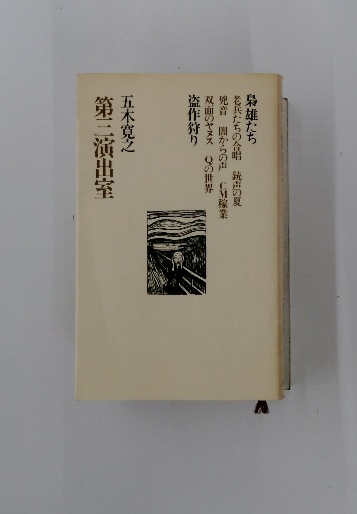 梟雄たち
老兵たちの合唱 銃声の夏
兇音 闇からの声 CM稼業
双面のヤヌス Qの世界
盗作狩り
五木寛之
第三演出室